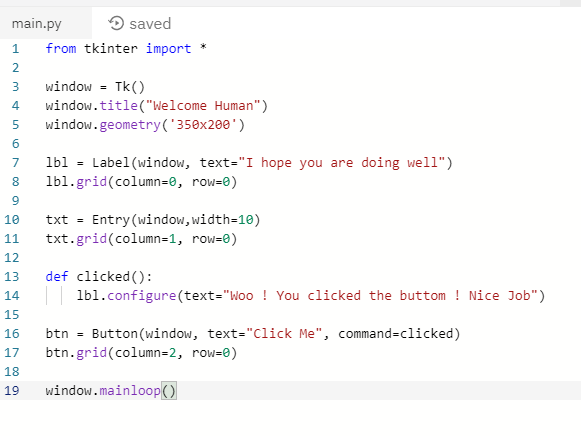 main.py saved
1 from tkinter import *
2
3 window = Tk()
4 window.title("Welcome Human")
5 window.geometry('350x200')
6
7 lbl = Label(window, text="I hope you are doing well")
8 lbl.grid(column=0, row=0)
9
10 txt = Entry(window,width=10)
11 txt.grid(column=1, row=0)
12
13 def clicked():
14     lbl.configure(text="Woo ! You clicked the buttom ! Nice Job")
15
16 btn = Button(window, text="Click Me", command=clicked)
17 btn.grid(column=2, row=0)
18
19 window.mainloop()